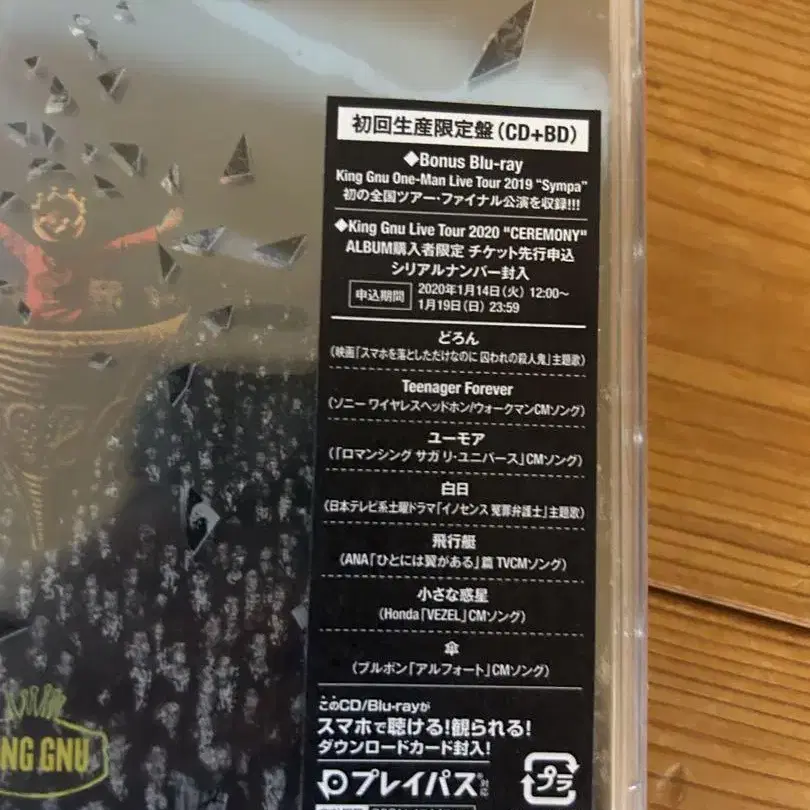 初回生産限定盤(CD+BD)
◆Bonus Blu-ray
King Gnu One-Man Live Tour 2019 "Sympa"
初の全国ツアー・ファイナル公演を収録!!!
◆King Gnu Live Tour 2020 "CEREMONY"
ALBUM購入者限定 チケット先行申込
シリアルナンバー封入
申込期間 2020年1月14日(火) 12:00~
1月19日(日) 23:59
どろん
(映画「スマホを落としただけなのに 囚われの殺人鬼」主題歌)
Teenager Forever
(ソニー ワイヤレスヘッドホン/ウォークマンCMソング)
ユーモア
(「ロマンシング サガ リ・ユニバース」CMソング)
白日
(日本テレビ系土曜ドラマ「イノセンス 冤罪弁護士」主題歌)
飛行艇
(ANA「ひとには翼がある」篇 TVCMソング)
小さな惑星
(Honda「VEZEL」CMソング)
傘
(ブルボン「アルフォート」CMソング)
このCD/Blu-rayが
スマホで聴ける!観られる!
ダウンロードカード封入!
プレイパス対応
プラ
NG GNU